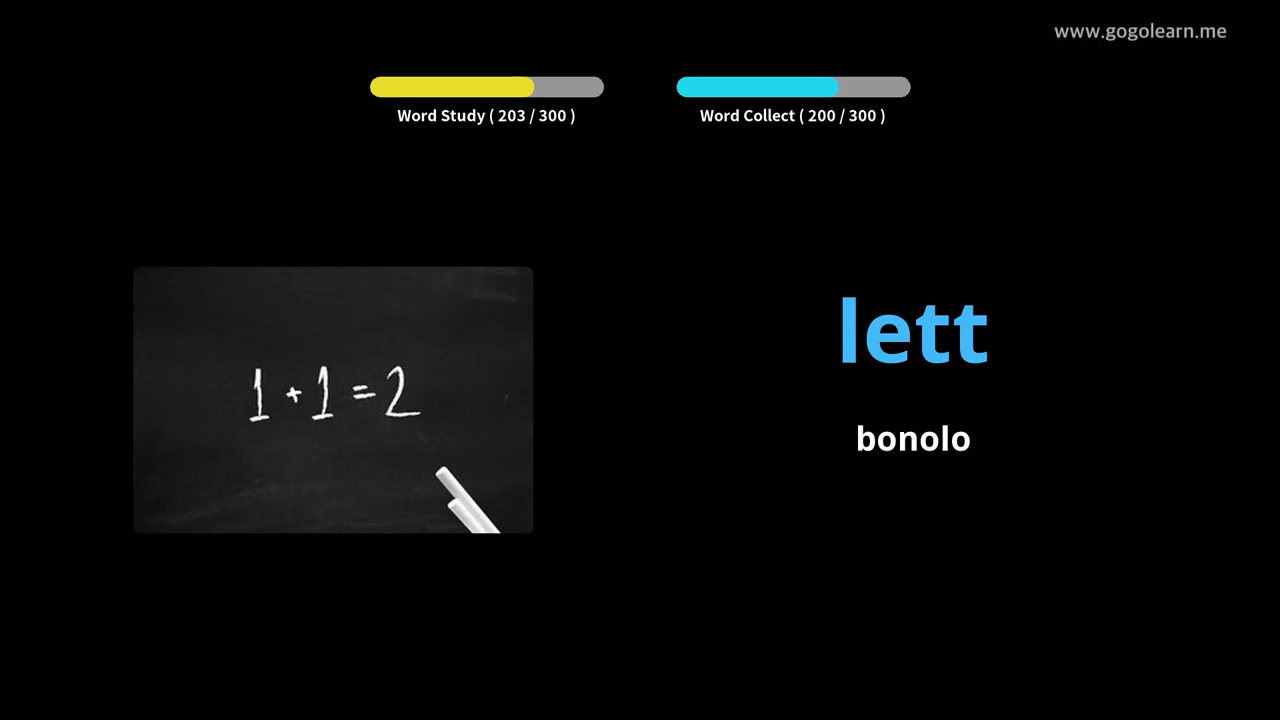 www.gogolearn.me
Word Study ( 203 / 300 )
Word Collect ( 200 / 300 )
1 + 1 = 2
lett
bonolo